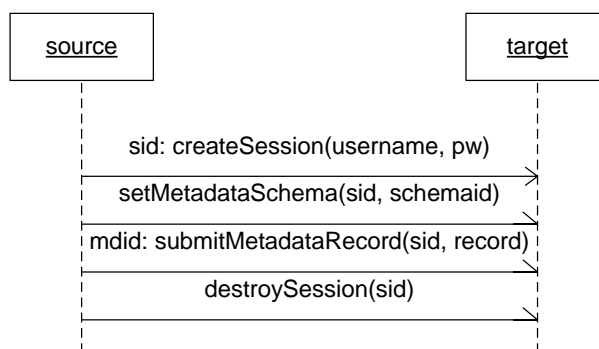 source
target
sid: createSession(username, pw)
setMetadataSchema(sid, schemaid)
mdid: submitMetadataRecord(sid, record)
destroySession(sid)